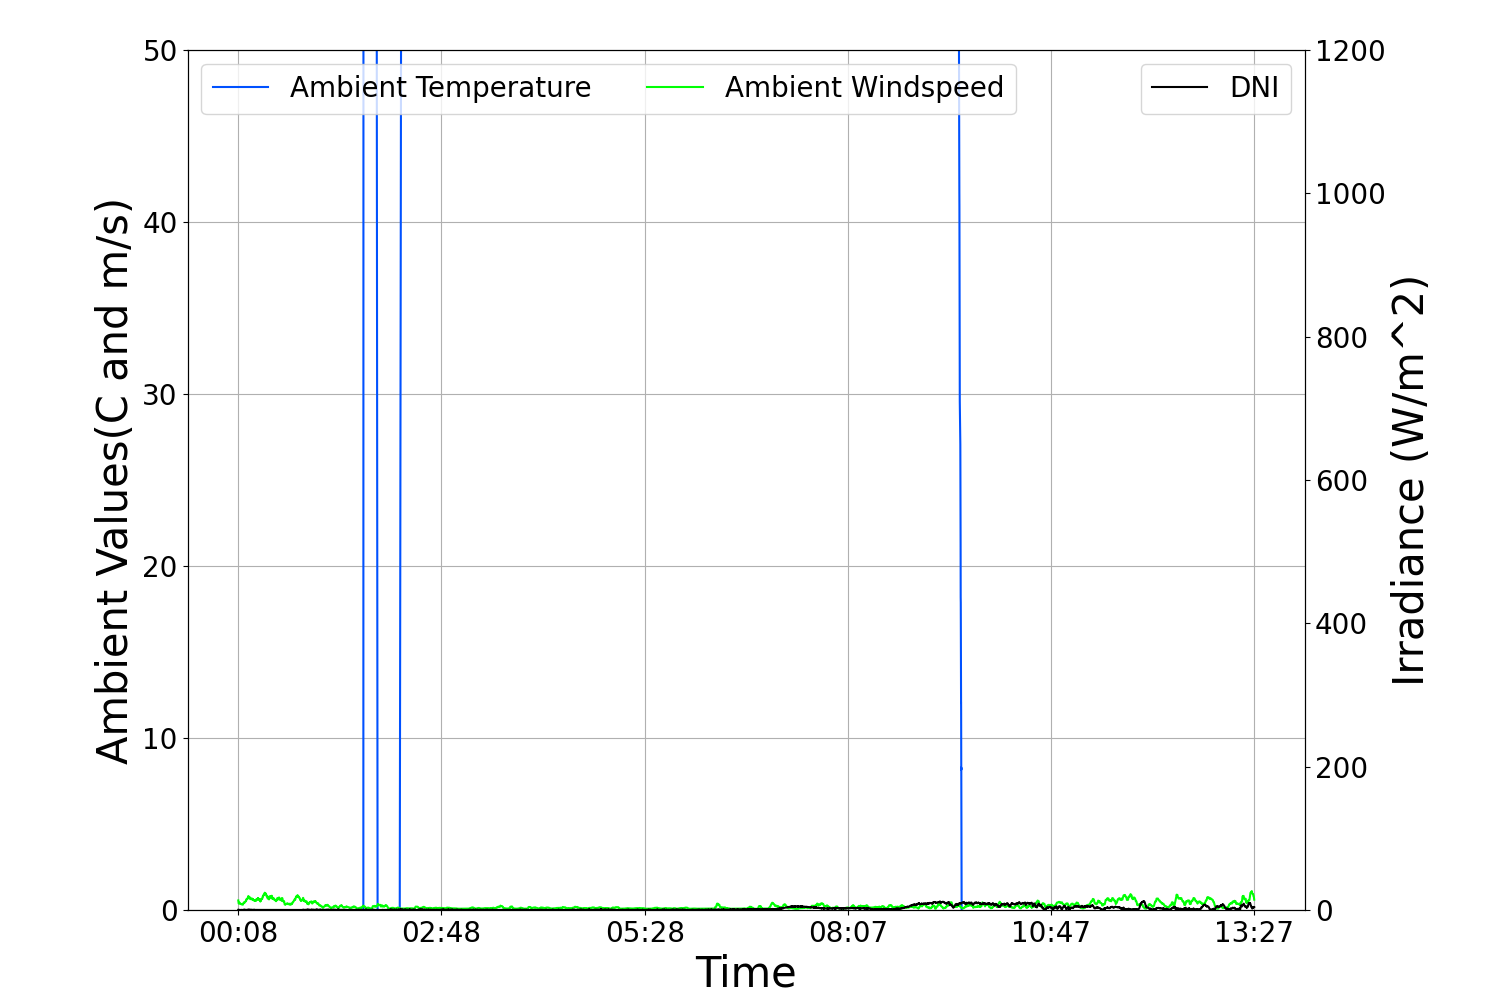 Ambient Temperature
Ambient Windspeed
DNI
50
40
30
20
10
0
Ambient Values(C and m/s)
1200
1000
800
600
400
200
0
Irradiance (W/m^2)
00:08 02:48 05:28 08:07 10:47 13:27
Time